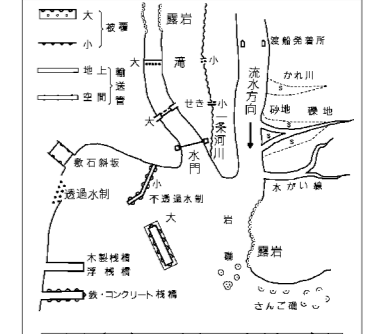 大
小
被覆
地上
空間
輸送管
露岩
大
滝
小
せき
小
大
一条河川
水門
渡船発着所
流水方向
かれ川
砂地
礫地
s
s
s
s
水がい線
敷石斜坂
透過水制
小
不透過水制
大
岩礁
露岩
さんご礁
木製桟橋
浮桟橋
鉄・コンクリート桟橋